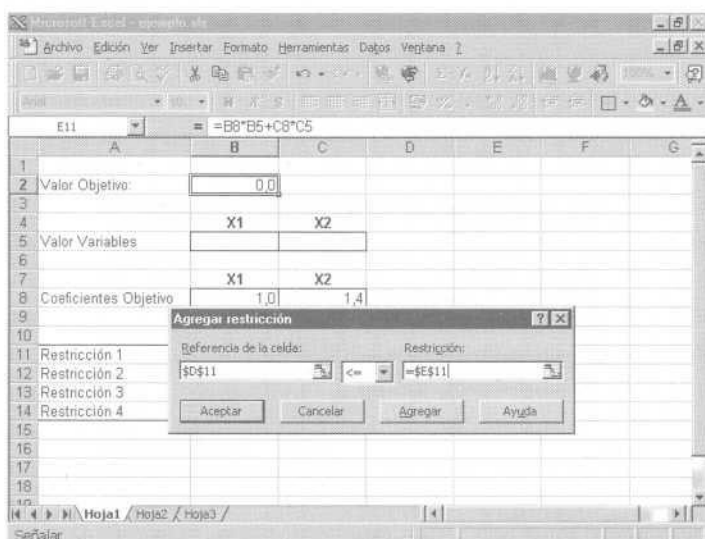 Microsoft Excel - ejemplo.xls
Archivo Edición Ver Insertar Formato Herramientas Datos Ventana ?
Arial 10 N K S
E11 = =B8*B5+C8*C5
A B C D E F G
1
2 Valor Objetivo: 0,0
3
4 X1 X2
5 Valor Variables
6
7 X1 X2
8 Coeficientes Objetivo 1,0 1,4
9
10
11 Restricción 1
12 Restricción 2
13 Restricción 3
14 Restricción 4
15
16
17
18
19
Agregar restricción
Referencia de la celda: Restricción:
$D$11 <= =$E$11
Aceptar Cancelar Agregar Ayuda
Hoja1 Hoja2 Hoja3
Señalar